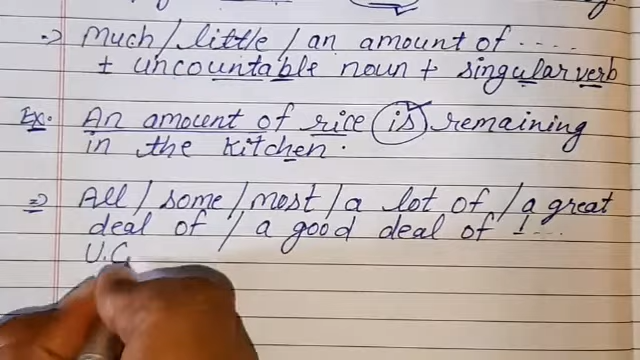 -> Much / little / an amount of ....
+ uncountable noun + singular verb
Ex. An amount of rice is remaining
in the kitchen.
=> All / some / most / a lot of / a great
deal of / a good deal of / ...
U.C